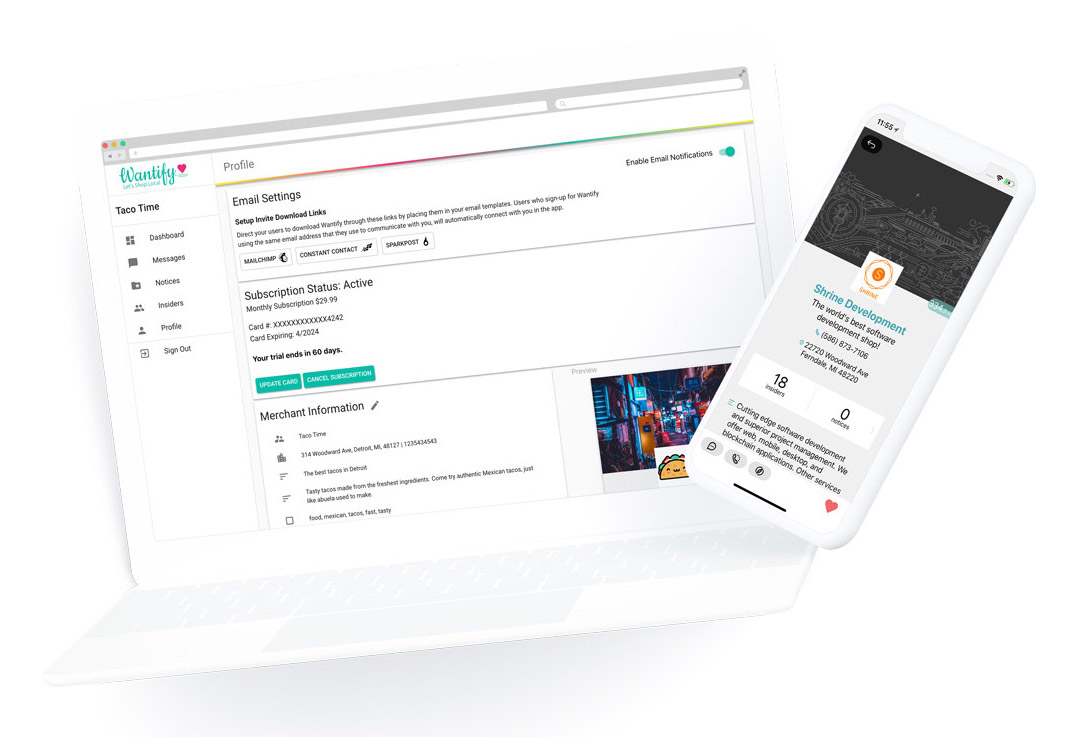 Wantify
Let's Shop Local
Taco Time
Dashboard
Messages
Notices
Insiders
Profile
Sign Out
Profile
Enable Email Notifications
Email Settings
Setup Invite Download Links
Direct your users to download Wantify through these links by placing them in your email templates. Users who sign-up for Wantify
using the same email address that they use to communicate with you, will automatically connect with you in the app.
MAILCHIMP
CONSTANT CONTACT
SPARKPOST
Subscription Status: Active
Monthly Subscription $29.99
Card #: XXXXXXXXXXXX4242
Card Expiring: 4/2024
Your trial ends in 60 days.
UPDATE CARD
CANCEL SUBSCRIPTION
Merchant Information
Taco Time
314 Woodward Ave, Detroit, MI, 48127 | 1235434543
The best tacos in Detroit
Tasty tacos made from the freshest ingredients. Come try authentic Mexican tacos, just
like abuela used to make.
food, mexican, tacos, fast, tasty
Preview
11:55
S
SHRINE
Shrine Development
The world's best software
development shop!
(586) 873-7106
22720 Woodward Ave
Ferndale, MI 48220
18
insiders
0
notices
Cutting edge software development
and superior project management. We
offer web, mobile, desktop, and
blockchain applications. Other services